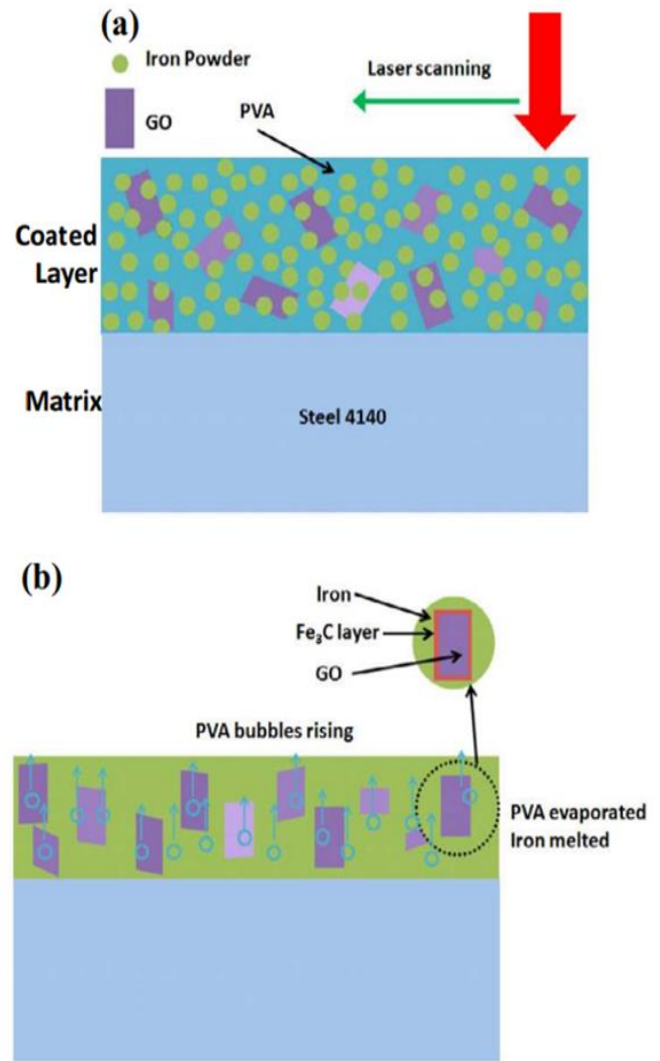 (a)
Iron Powder
GO
Laser scanning
PVA
Coated
Layer
Matrix
Steel 4140
(b)
Iron
Fe₃C layer
GO
PVA bubbles rising
PVA evaporated
Iron melted